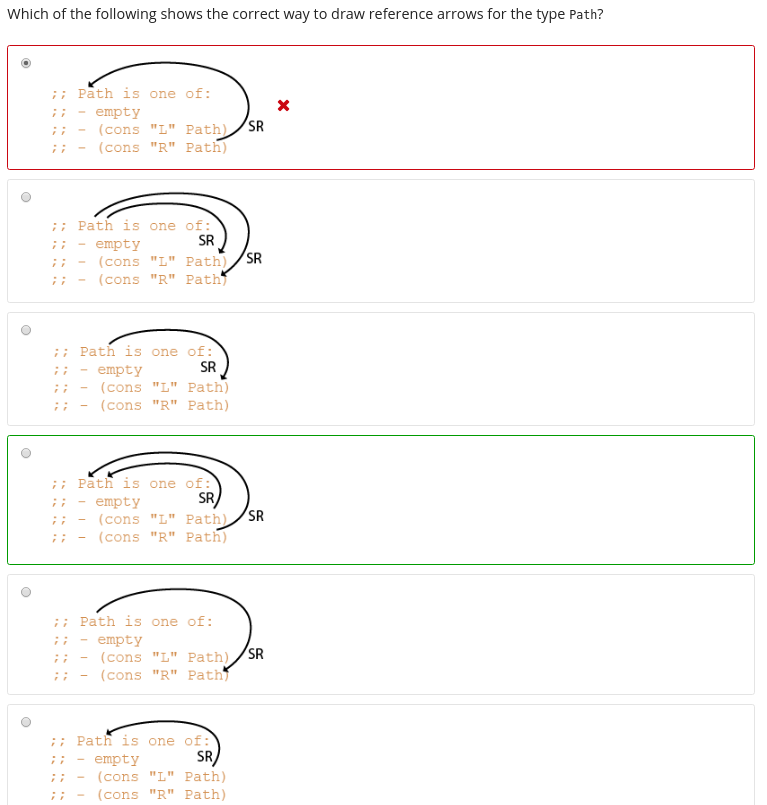 Which of the following shows the correct way to draw reference arrows for the type Path?
;; Path is one of:
;; - empty
;; - (cons "L" Path) SR
;; - (cons "R" Path)
;; Path is one of:
;; - empty SR
;; - (cons "L" Path) SR
;; - (cons "R" Path)
;; Path is one of:
;; - empty SR
;; - (cons "L" Path)
;; - (cons "R" Path)
;; Path is one of:
;; - empty SR
;; - (cons "L" Path) SR
;; - (cons "R" Path)
;; Path is one of:
;; - empty
;; - (cons "L" Path) SR
;; - (cons "R" Path)
;; Path is one of:
;; - empty SR
;; - (cons "L" Path)
;; - (cons "R" Path)